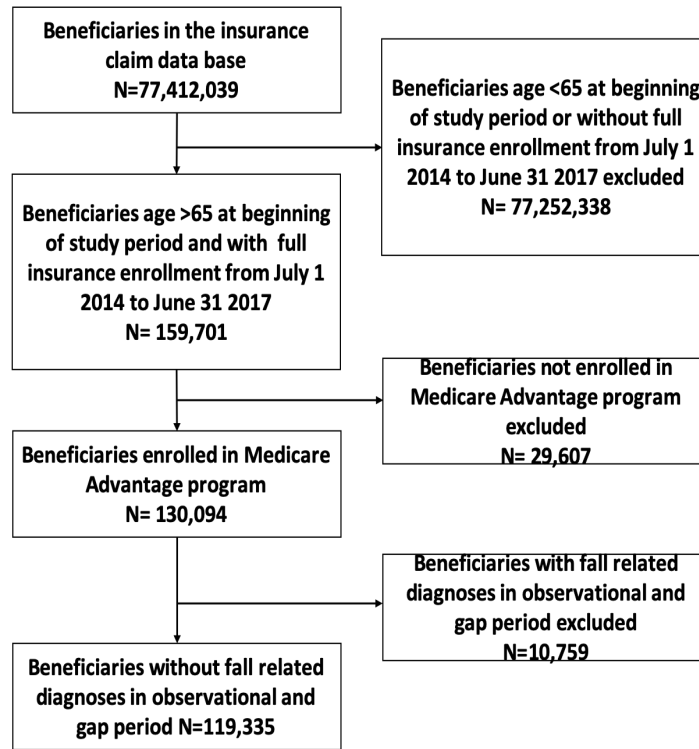 Beneficiaries in the insurance
claim data base
N=77,412,039
Beneficiaries age <65 at beginning
of study period or without full
insurance enrollment from July 1
2014 to June 31 2017 excluded
N= 77,252,338
Beneficiaries age >65 at beginning
of study period and with full
insurance enrollment from July 1
2014 to June 31 2017
N= 159,701
Beneficiaries not enrolled in
Medicare Advantage program
excluded
N= 29,607
Beneficiaries enrolled in Medicare
Advantage program
N= 130,094
Beneficiaries with fall related
diagnoses in observational and
gap period excluded
N=10,759
Beneficiaries without fall related
diagnoses in observational and
gap period N=119,335